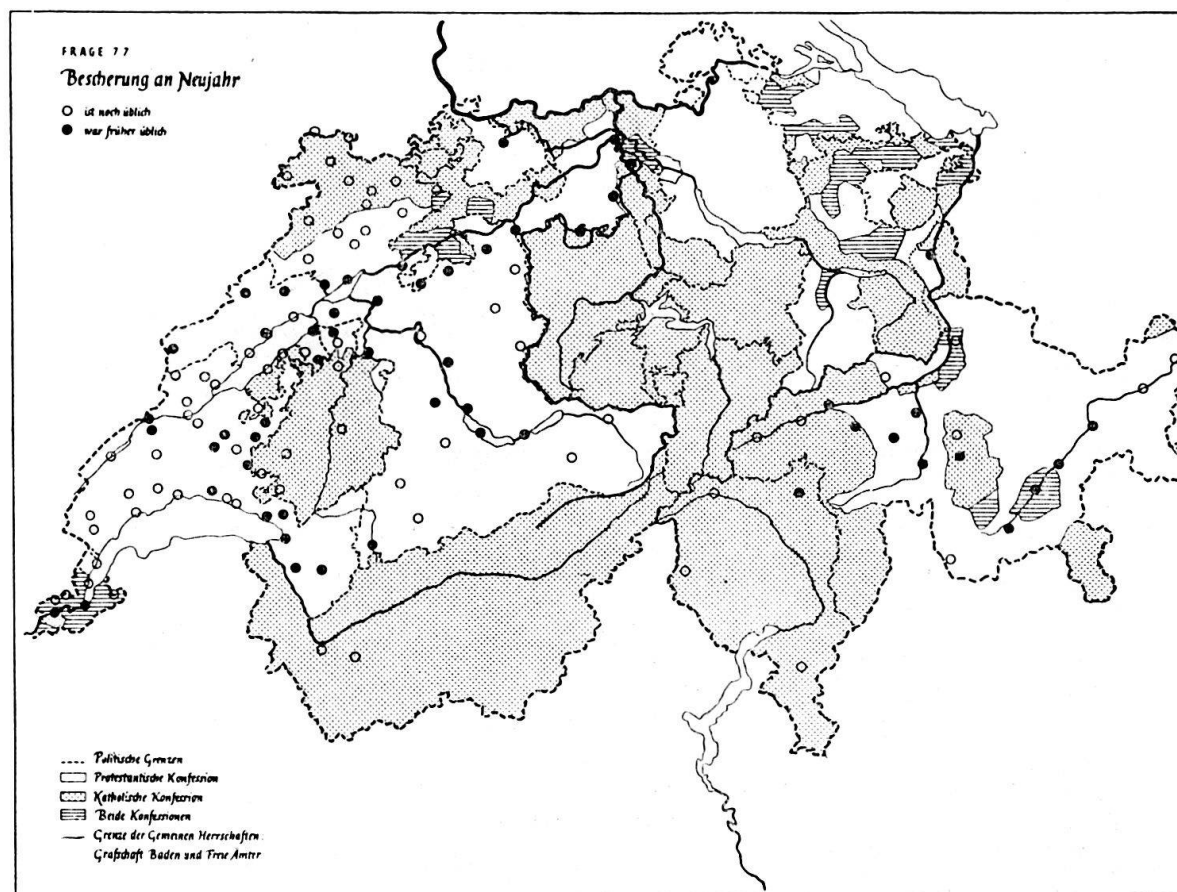 FRAGE 77
Bescherung an Neujahr
ist noch üblich
war früher üblich
Politische Grenzen
Protestantische Konfession
Katholische Konfession
Beide Konfessionen
Grenze der Gemeinen Herrschaften:
Grafschaft Baden und Freie Ämter